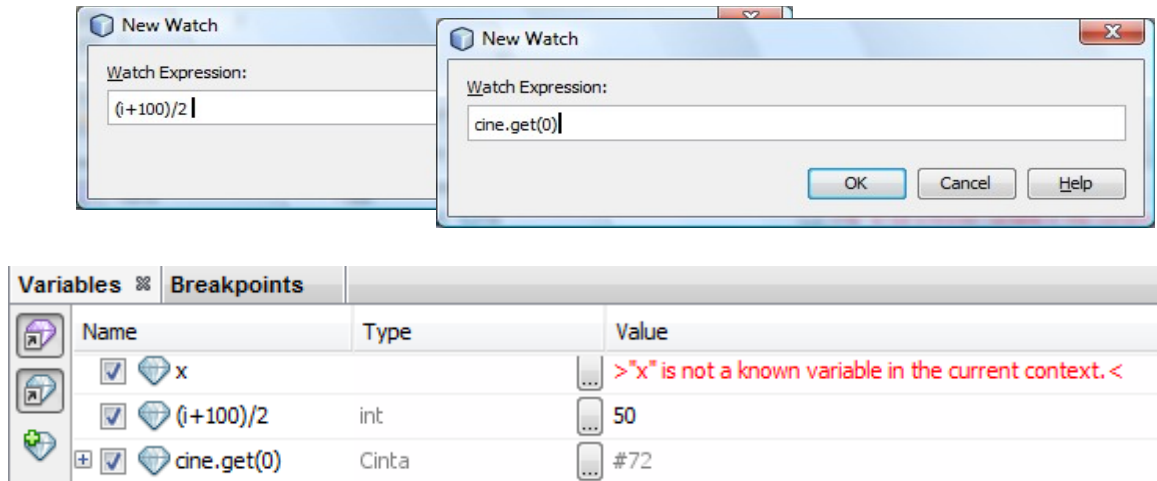 New Watch
Watch Expression:
(i+100)/2
New Watch
Watch Expression:
cine.get(0)
OK Cancel Help
Variables Breakpoints
Name Type Value
x >"x" is not a known variable in the current context.<
(i+100)/2 int ... 50
cine.get(0) Cinta ... #72